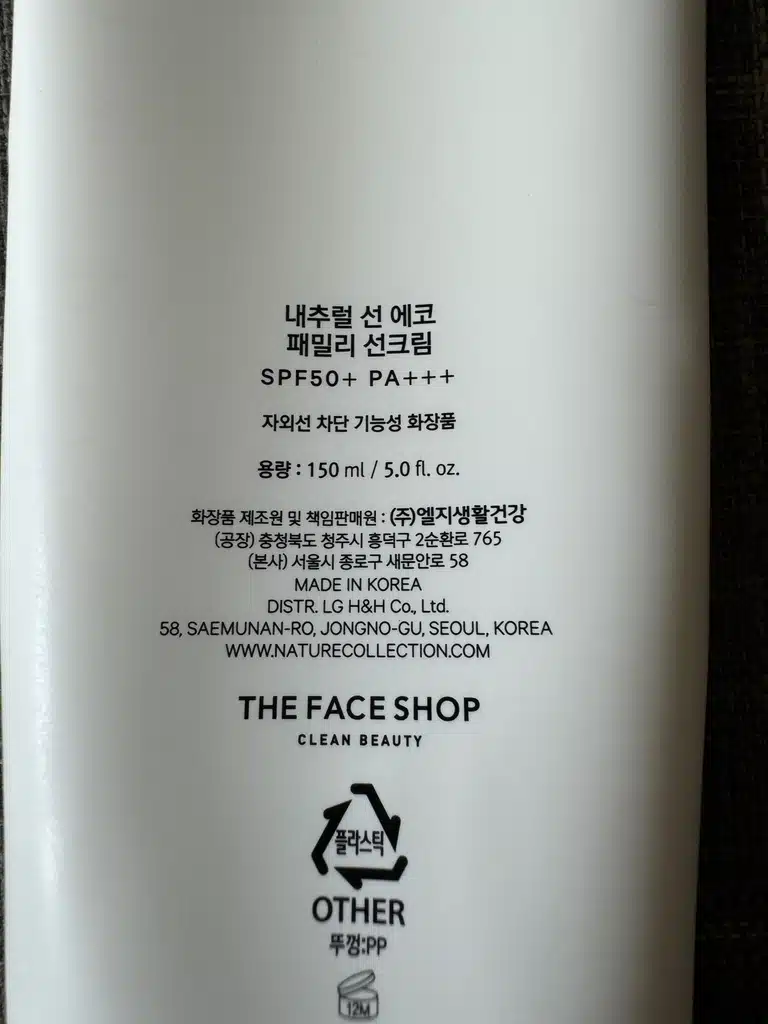 내추럴 선 에코
패밀리 선크림
SPF50+ PA+++
자외선 차단 기능성 화장품
용량 : 150 ml / 5.0 fl. oz.
화장품 제조원 및 책임판매원 : (주)엘지생활건강
(공장) 충청북도 청주시 흥덕구 2순환로 765
(본사) 서울시 종로구 새문안로 58
MADE IN KOREA
DISTR. LG H&H Co., Ltd.
58, SAEMUNAN-RO, JONGNO-GU, SEOUL, KOREA
WWW.NATURECOLLECTION.COM
THE FACE SHOP
CLEAN BEAUTY
플라스틱
OTHER
뚜껑:PP
12M